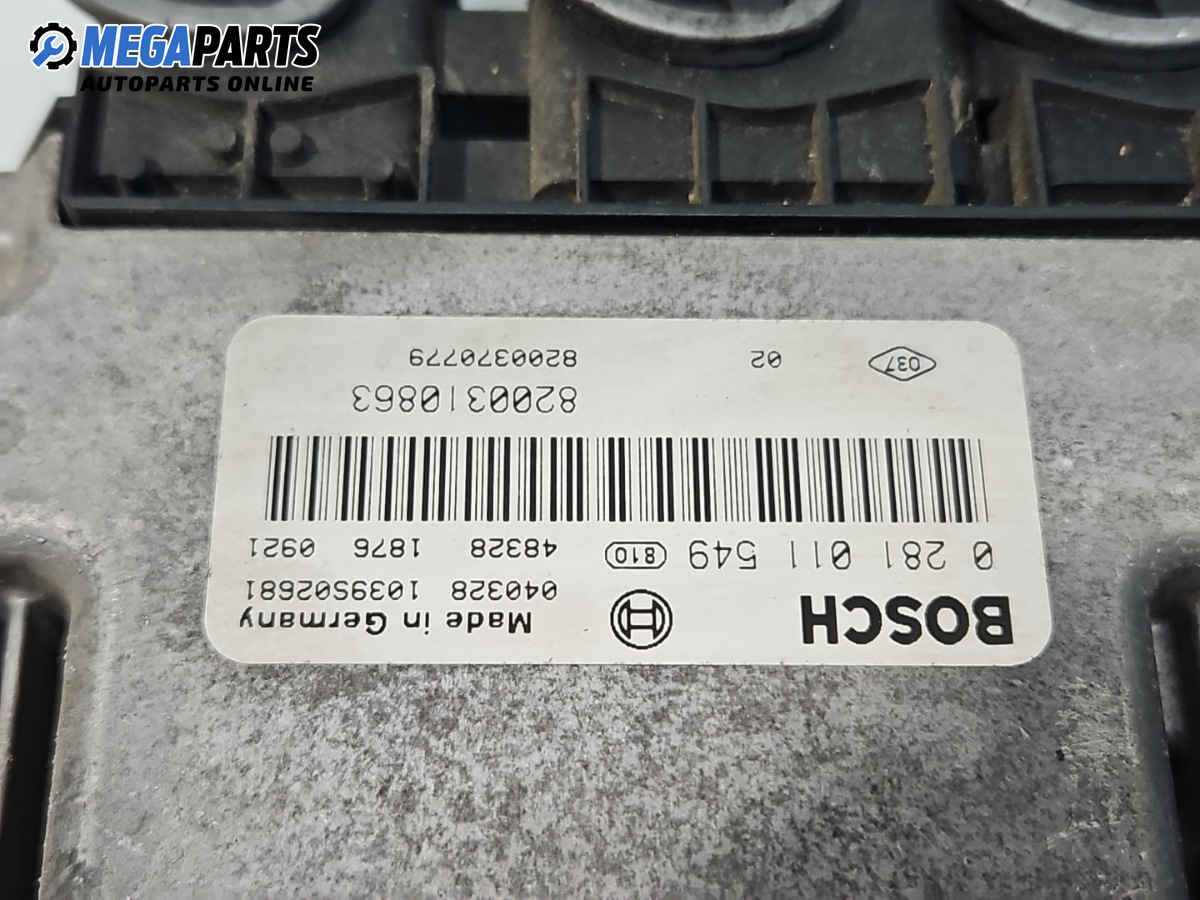 MEGAPARTS
AUTOPARTS ONLINE
BOSCH
Made in Germany
040328 1039S02681
0 281 011 549 810 48328 1876 0921
8200310863
037 02 8200370779